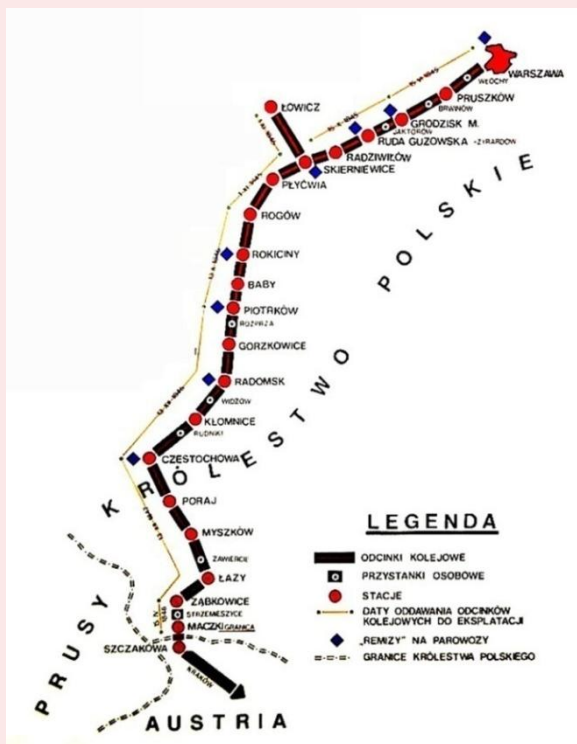 WARSZAWA
WŁOCHY
PRUSZKÓW
BRWINÓW
GRODZISK M.
JAKTORÓW
RUDA GUZOWSKA - ŻYRARDÓW
RADZIWIŁÓW
SKIERNIEWICE
ŁOWICZ
PŁYĆWIA
ROGÓW
ROKICINY
BABY
PIOTRKÓW
ROZPRZA
GORZKOWICE
RADOMSK
WIDZÓW
KŁOMNICE
RUDNIKI
CZĘSTOCHOWA
PORAJ
MYSZKÓW
ZAWIERCIE
ŁAZY
ZĄBKOWICE
STRZEMIESZYCE
MACZKI GRANICA
SZCZAKOWA
KRAKÓW
KRÓLESTWO POLSKIE
PRUSY
AUSTRIA
LEGENDA
ODCINKI KOLEJOWE
PRZYSTANKI OSOBOWE
STACJE
DATY ODDAWANIA ODCINKÓW
KOLEJOWYCH DO EKSPLATACJI
„REMIZY" NA PAROWOZY
GRANICE KRÓLESTWA POLSKIEGO